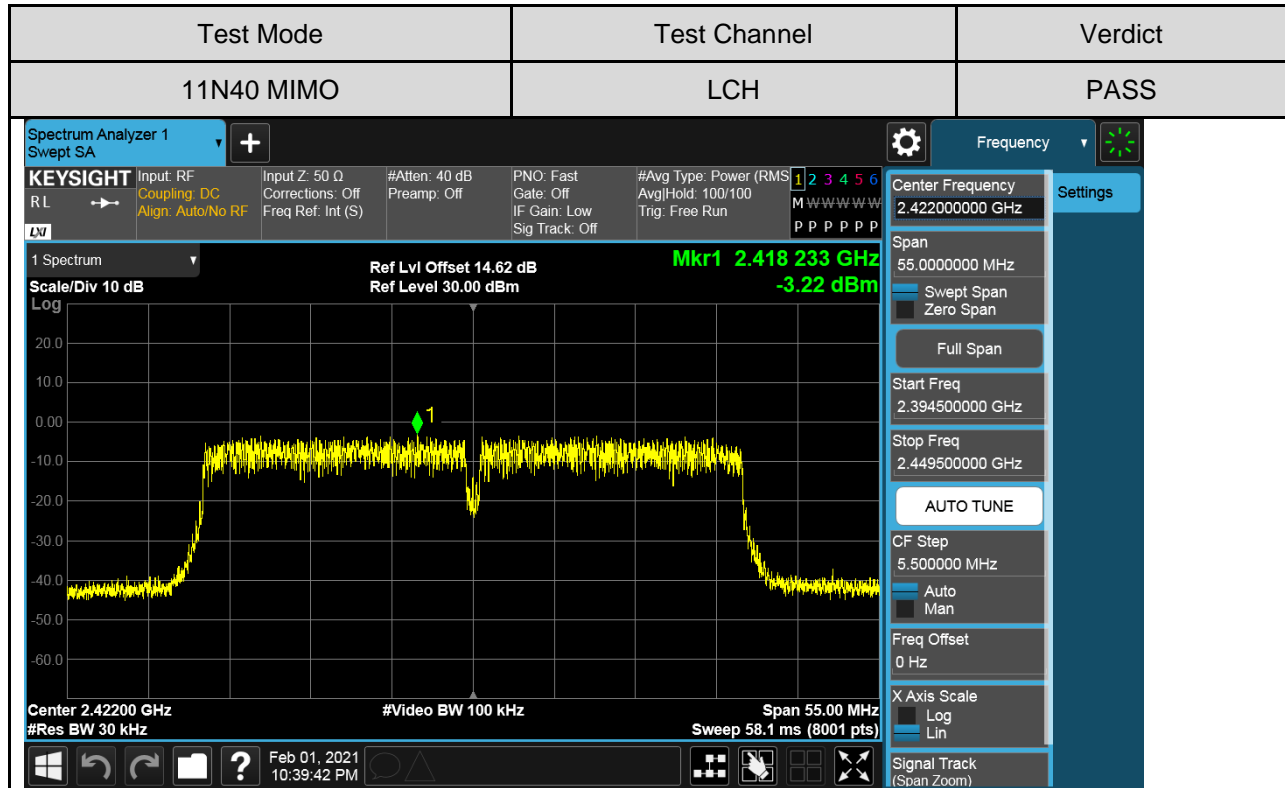 Test Mode Test Channel Verdict
11N40 MIMO LCH PASS
Spectrum Analyzer 1
Swept SA
+
Frequency
KEYSIGHT
RL
LXI
Input: RF
Coupling: DC
Align: Auto/No RF
Input Z: 50 Ω
Corrections: Off
Freq Ref: Int (S)
#Atten: 40 dB
Preamp: Off
PNO: Fast
Gate: Off
IF Gain: Low
Sig Track: Off
#Avg Type: Power (RMS
Avg|Hold: 100/100
Trig: Free Run
1 2 3 4 5 6
M W W W W W
P P P P P P
1 Spectrum
Scale/Div 10 dB
Log
Ref Lvl Offset 14.62 dB
Ref Level 30.00 dBm
Mkr1 2.418 233 GHz
-3.22 dBm
20.0
10.0
0.00
-10.0
-20.0
-30.0
-40.0
-50.0
-60.0
1
Center 2.42200 GHz
#Res BW 30 kHz
#Video BW 100 kHz
Span 55.00 MHz
Sweep 58.1 ms (8001 pts)
Center Frequency
2.422000000 GHz
Span
55.0000000 MHz
Swept Span
Zero Span
Full Span
Start Freq
2.394500000 GHz
Stop Freq
2.449500000 GHz
AUTO TUNE
CF Step
5.500000 MHz
Auto
Man
Freq Offset
0 Hz
X Axis Scale
Log
Lin
Signal Track
(Span Zoom)
Settings
?
Feb 01, 2021
10:39:42 PM